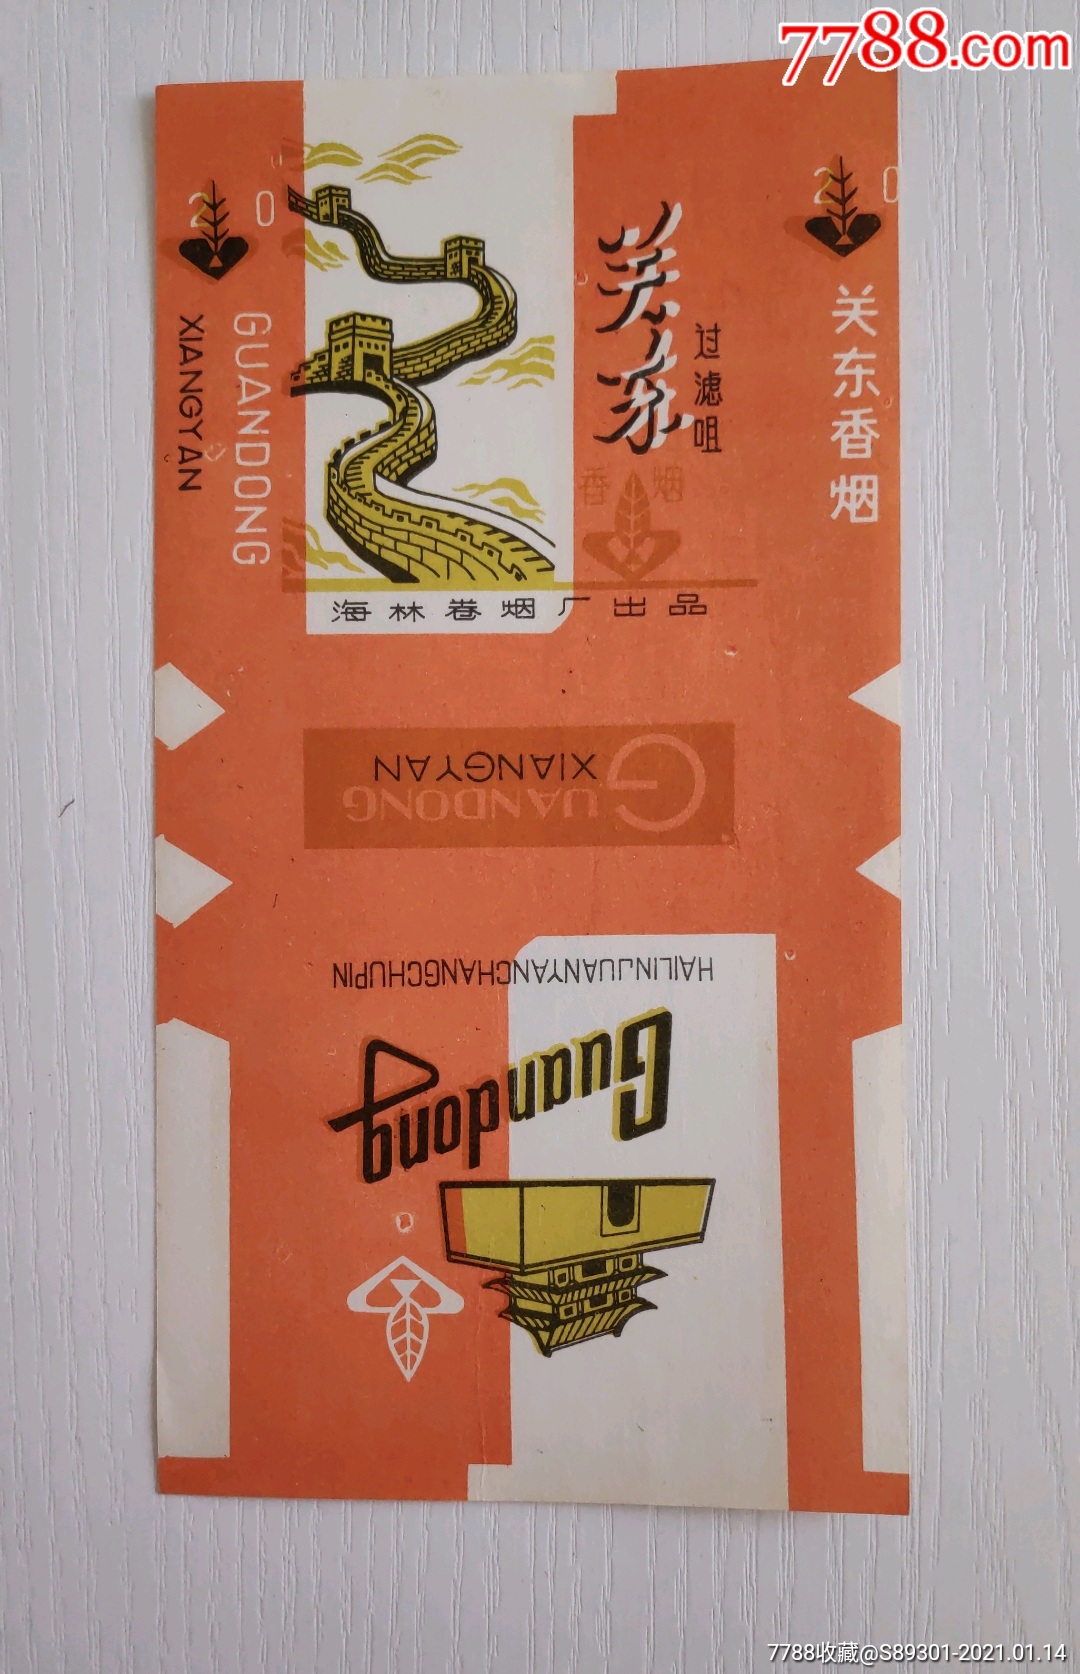 7788.com
20
20
GUANDONG
XIANGYAN
关东
过滤咀
香烟
关东香烟
海林卷烟厂出品
GUANDONG
XIANGYAN
HAILINJUANYANCHANGCHUPIN
Guandong
7788收藏@S89301-2021.01.14